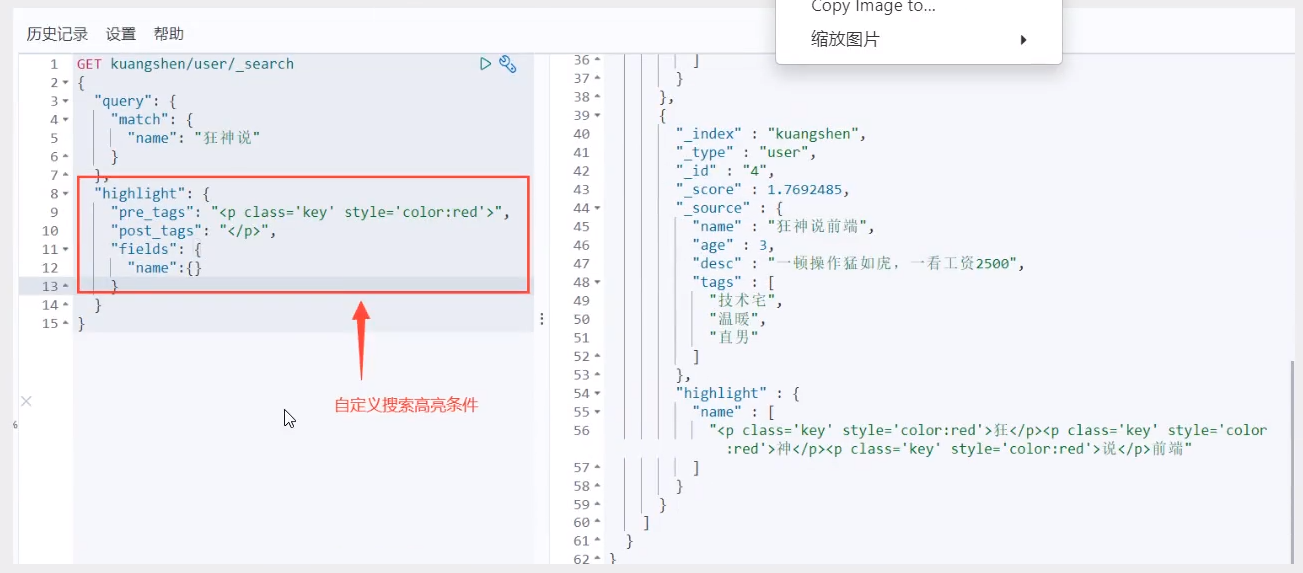 Copy Image to...
缩放图片
历史记录 设置 帮助
1 GET kuangshen/user/_search
2 {
3 "query": {
4 "match": {
5 "name": "狂神说"
6 }
7 },
8 "highlight": {
9 "pre_tags": "<p class='key' style='color:red'>",
10 "post_tags": "</p>",
11 "fields": {
12 "name":{}
13 }
14 }
15 }
自定义搜索高亮条件
36 ]
37 }
38 },
39 {
40 "_index" : "kuangshen",
41 "_type" : "user",
42 "_id" : "4",
43 "_score" : 1.7692485,
44 "_source" : {
45 "name" : "狂神说前端",
46 "age" : 3,
47 "desc" : "一顿操作猛如虎，一看工资2500",
48 "tags" : [
49 "技术宅",
50 "温暖",
51 "直男"
52 ]
53 },
54 "highlight" : {
55 "name" : [
56 "<p class='key' style='color:red'>狂</p><p class='key' style='color
:red'>神</p><p class='key' style='color:red'>说</p>前端"
57 ]
58 }
59 }
60 ]
61 }
62 }